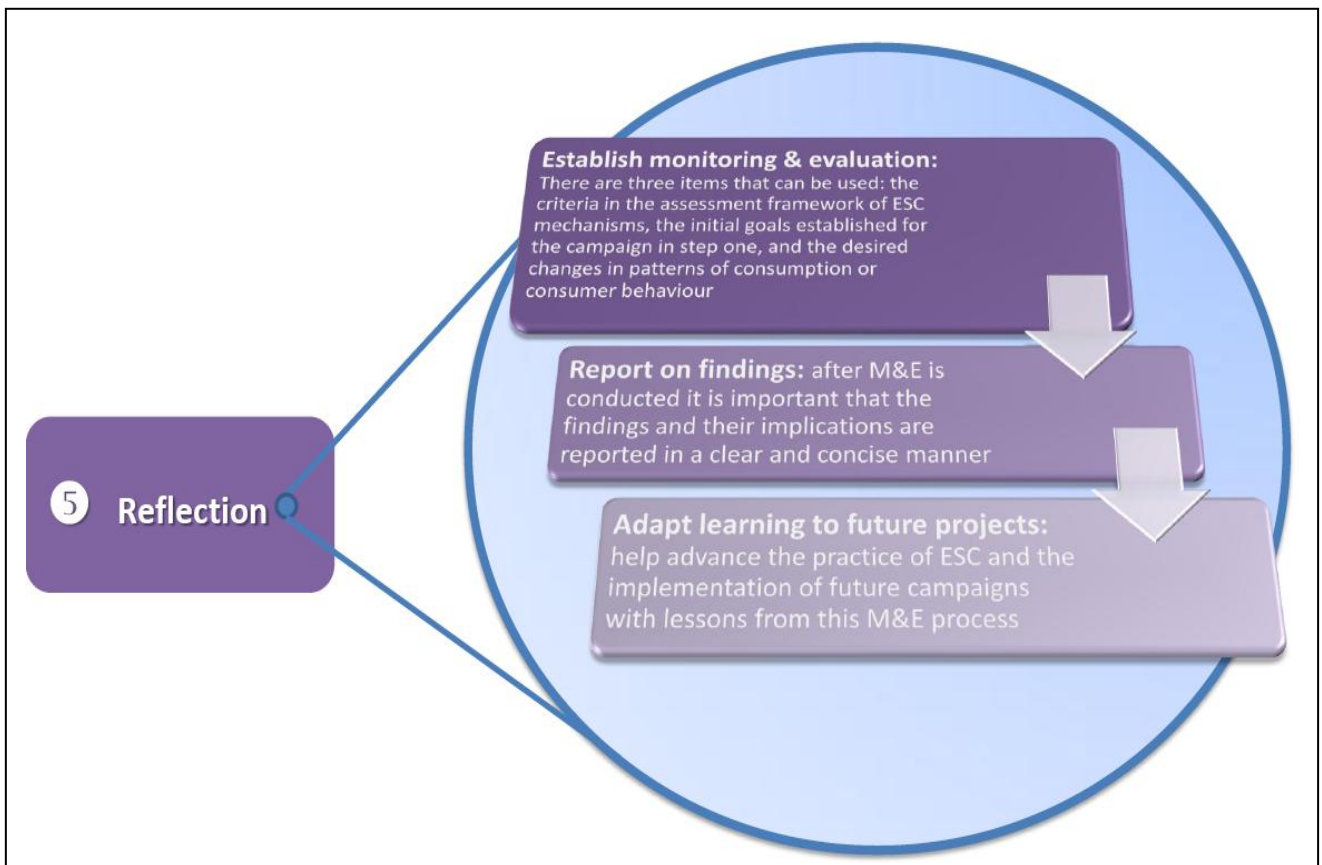 Establish monitoring & evaluation:
There are three items that can be used: the
criteria in the assessment framework of ESC
mechanisms, the initial goals established for
the campaign in step one, and the desired
changes in patterns of consumption or
consumer behaviour
Report on findings: after M&E is
conducted it is important that the
findings and their implications are
reported in a clear and concise manner
5 Reflection
Adapt learning to future projects:
help advance the practice of ESC and the
implementation of future campaigns
with lessons from this M&E process